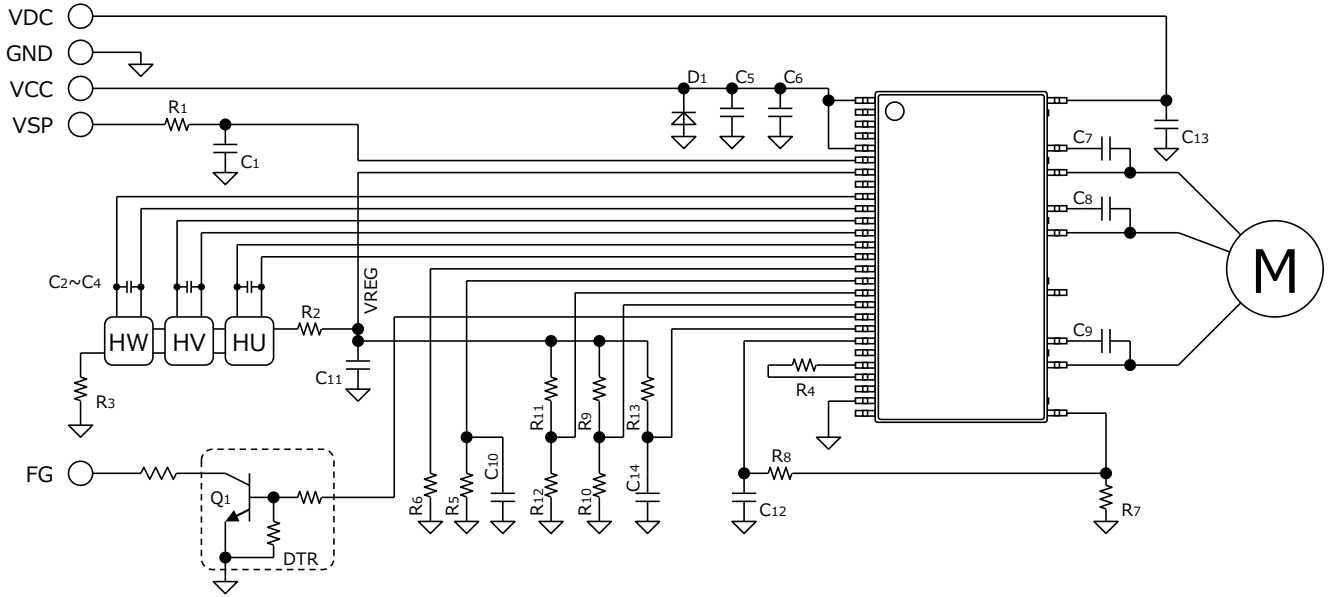 VDC
GND
VCC
VSP
R1
C1
D1
C5
C6
C13
C7
C8
C9
M
C2~C4
HW
HV
HU
R2
VREG
C11
R3
R4
R11
R9
R13
R8
FG
Q1
DTR
R6
R5
C10
R12
R10
C14
C12
R7